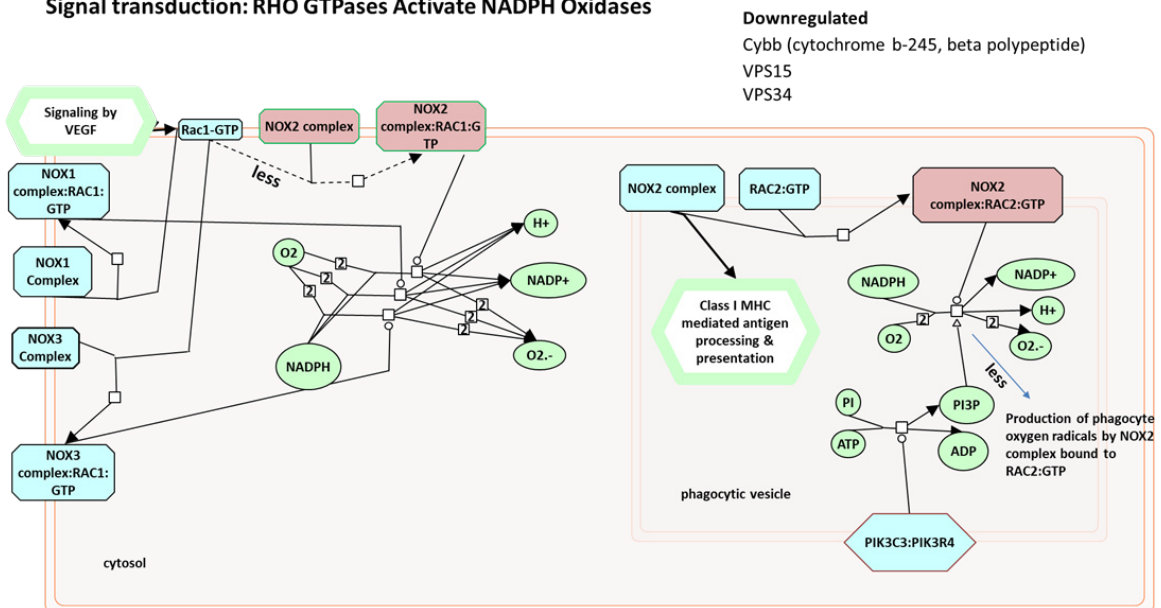 Signal transduction: RHO GTPases Activate NADPH Oxidases
Downregulated
Cybb (cytochrome b-245, beta polypeptide)
VPS15
VPS34
Signaling by
VEGF
Rac1-GTP
NOX2 complex
NOX2
complex:RAC1:G
TP
less
NOX1
complex:RAC1:
GTP
NOX1
Complex
NOX3
Complex
NOX3
complex:RAC1:
GTP
O2
2
2
2
NADPH
H+
NADP+
2
2
2
O2.-
cytosol
NOX2 complex
RAC2:GTP
NOX2
complex:RAC2:GTP
Class I MHC
mediated antigen
processing &
presentation
NADPH
O2
2
2
NADP+
H+
O2.-
less
PI
ATP
PI3P
ADP
Production of phagocyte
oxygen radicals by NOX2
complex bound to
RAC2:GTP
phagocytic vesicle
PIK3C3:PIK3R4